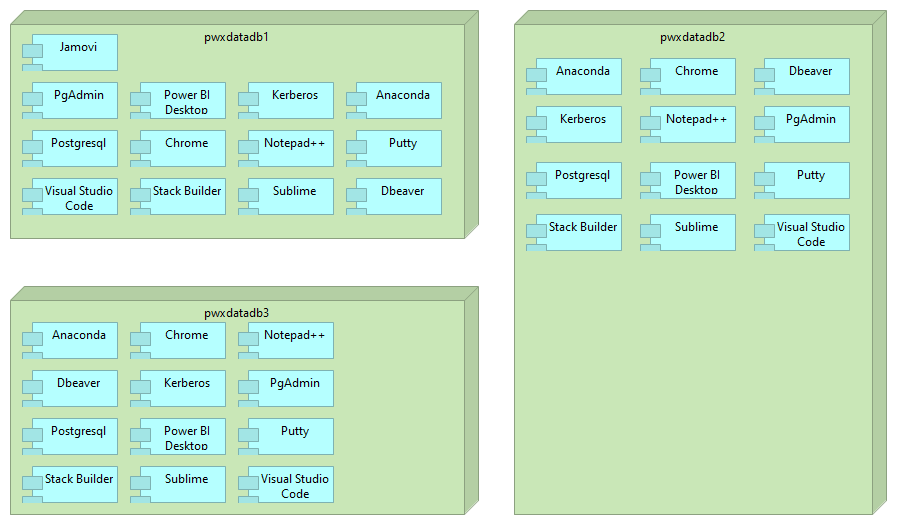 pwxdatadb1
Jamovi
PgAdmin
Power BI
Desktop
Kerberos
Anaconda
Postgresql
Chrome
Notepad++
Putty
Visual Studio
Code
Stack Builder
Sublime
Dbeaver
pwxdatadb2
Anaconda
Chrome
Dbeaver
Kerberos
Notepad++
PgAdmin
Postgresql
Power BI
Desktop
Putty
Stack Builder
Sublime
Visual Studio
Code
pwxdatadb3
Anaconda
Chrome
Notepad++
Dbeaver
Kerberos
PgAdmin
Postgresql
Power BI
Desktop
Putty
Stack Builder
Sublime
Visual Studio
Code